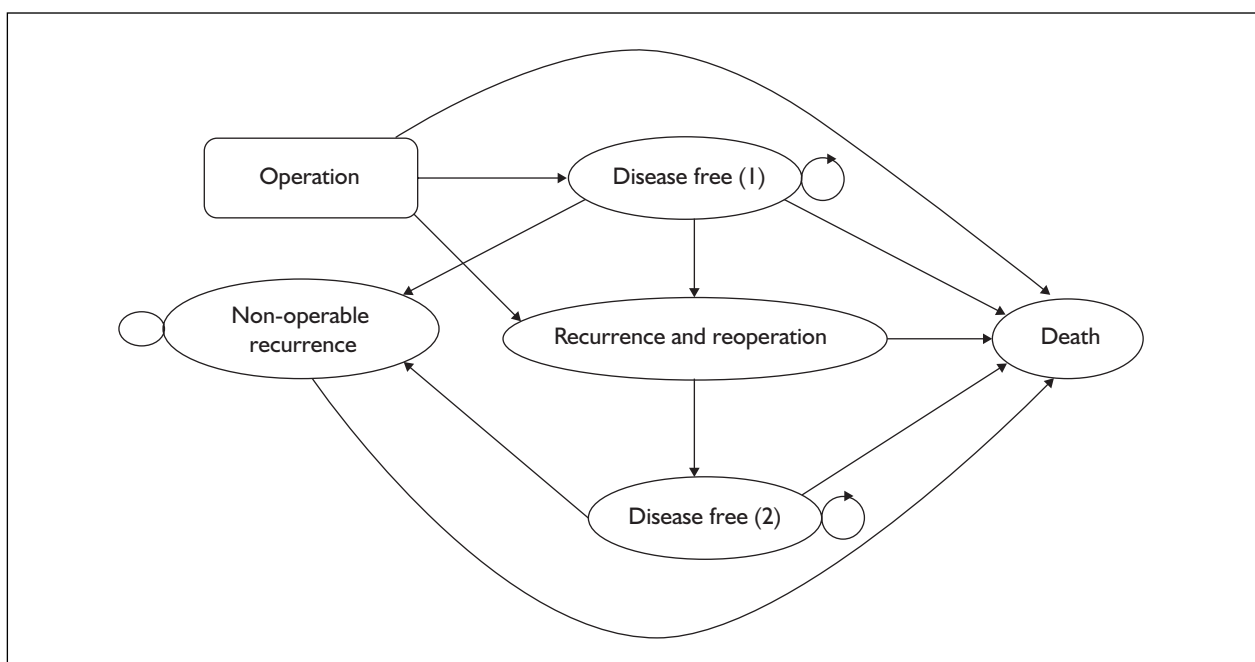 Operation
Disease free (1)
Non-operable
recurrence
Recurrence and reoperation
Death
Disease free (2)